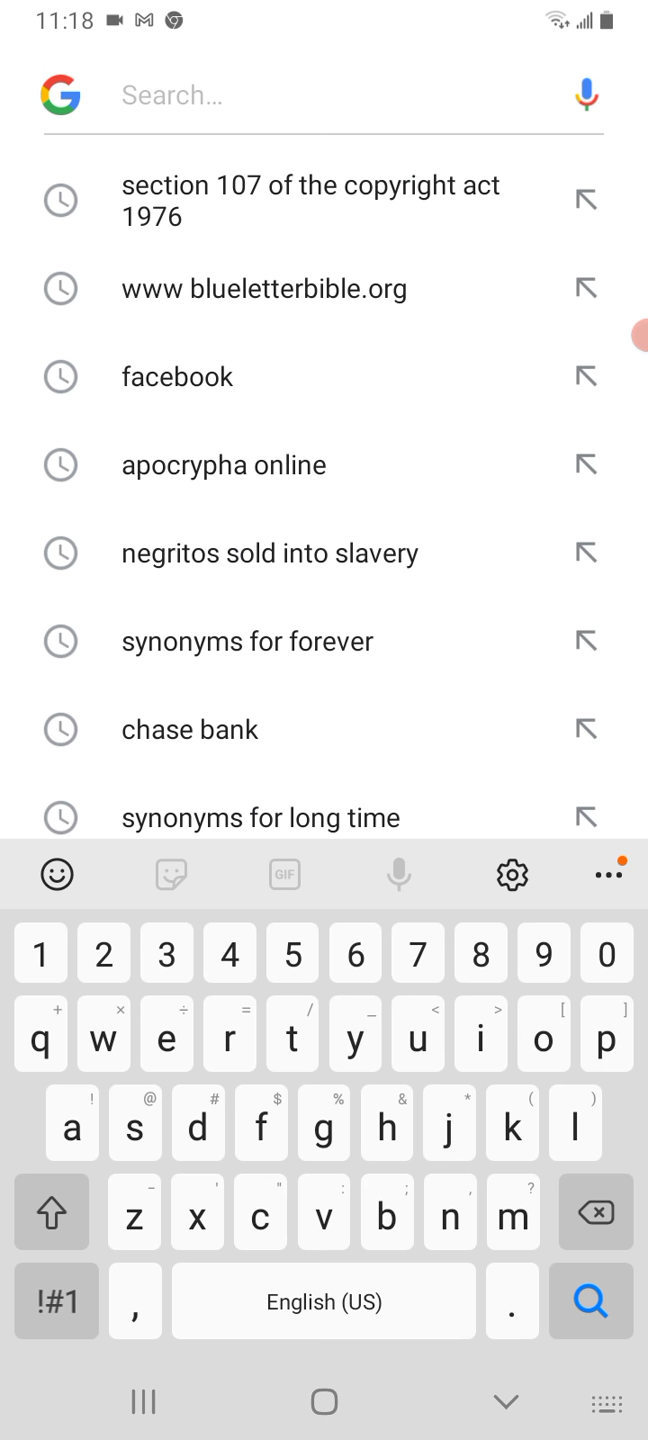 11:18
Search...
section 107 of the copyright act
1976
www blueletterbible.org
facebook
apocrypha online
negritos sold into slavery
synonyms for forever
chase bank
synonyms for long time
GIF
1 2 3 4 5 6 7 8 9 0
+ × ÷ = / _ < > [ ]
q w e r t y u i o p
! @ # $ % & * ( )
a s d f g h j k l
- ' " : ; , ?
z x c v b n m
!#1 , English (US) .